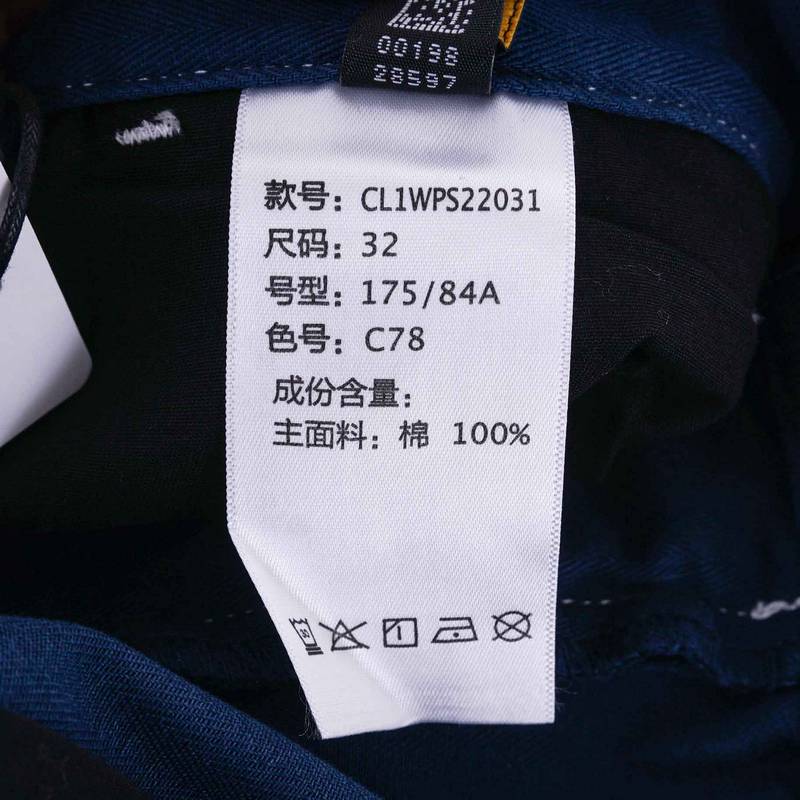 00198
28597
款号：CL1WPS22031
尺码：32
号型：175/84A
色号：C78
成份含量：
主面料：棉 100%